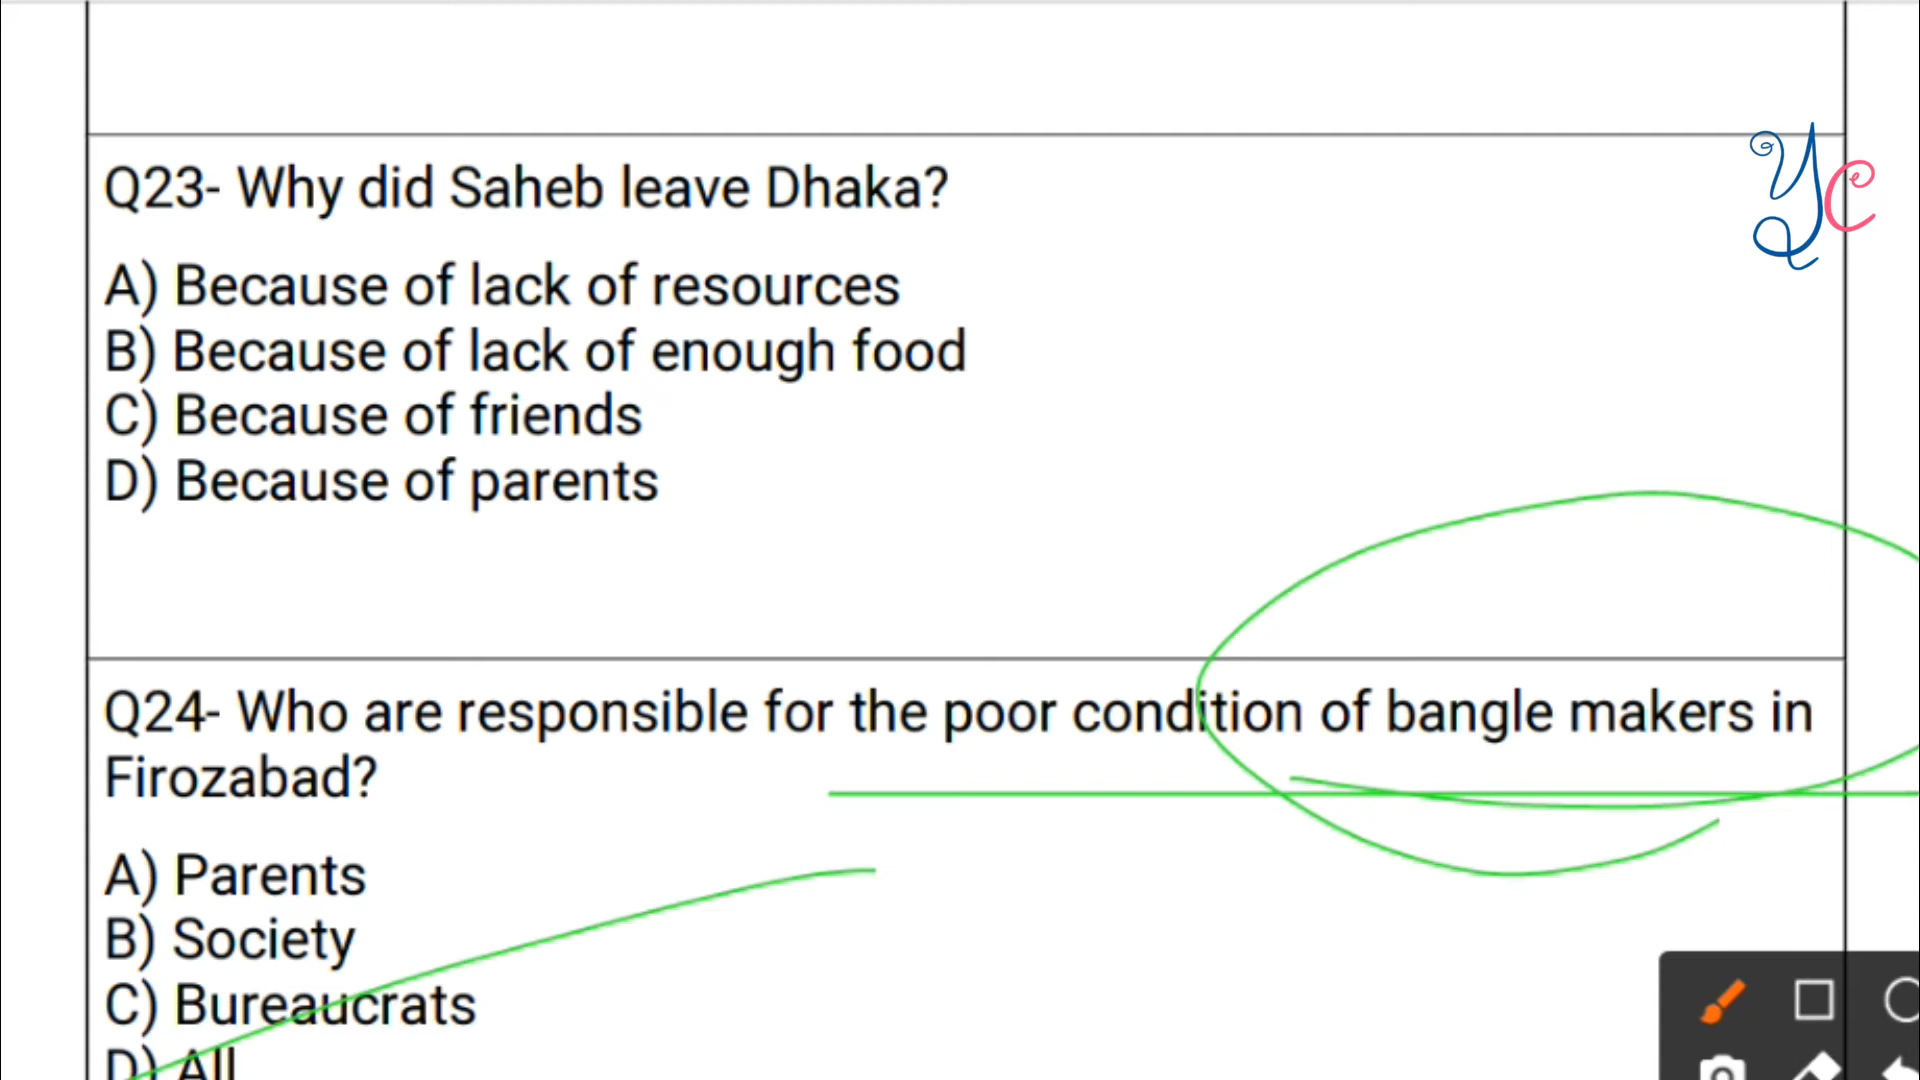 YC
Q23- Why did Saheb leave Dhaka?
A) Because of lack of resources
B) Because of lack of enough food
C) Because of friends
D) Because of parents
Q24- Who are responsible for the poor condition of bangle makers in
Firozabad?
A) Parents
B) Society
C) Bureaucrats
D) All